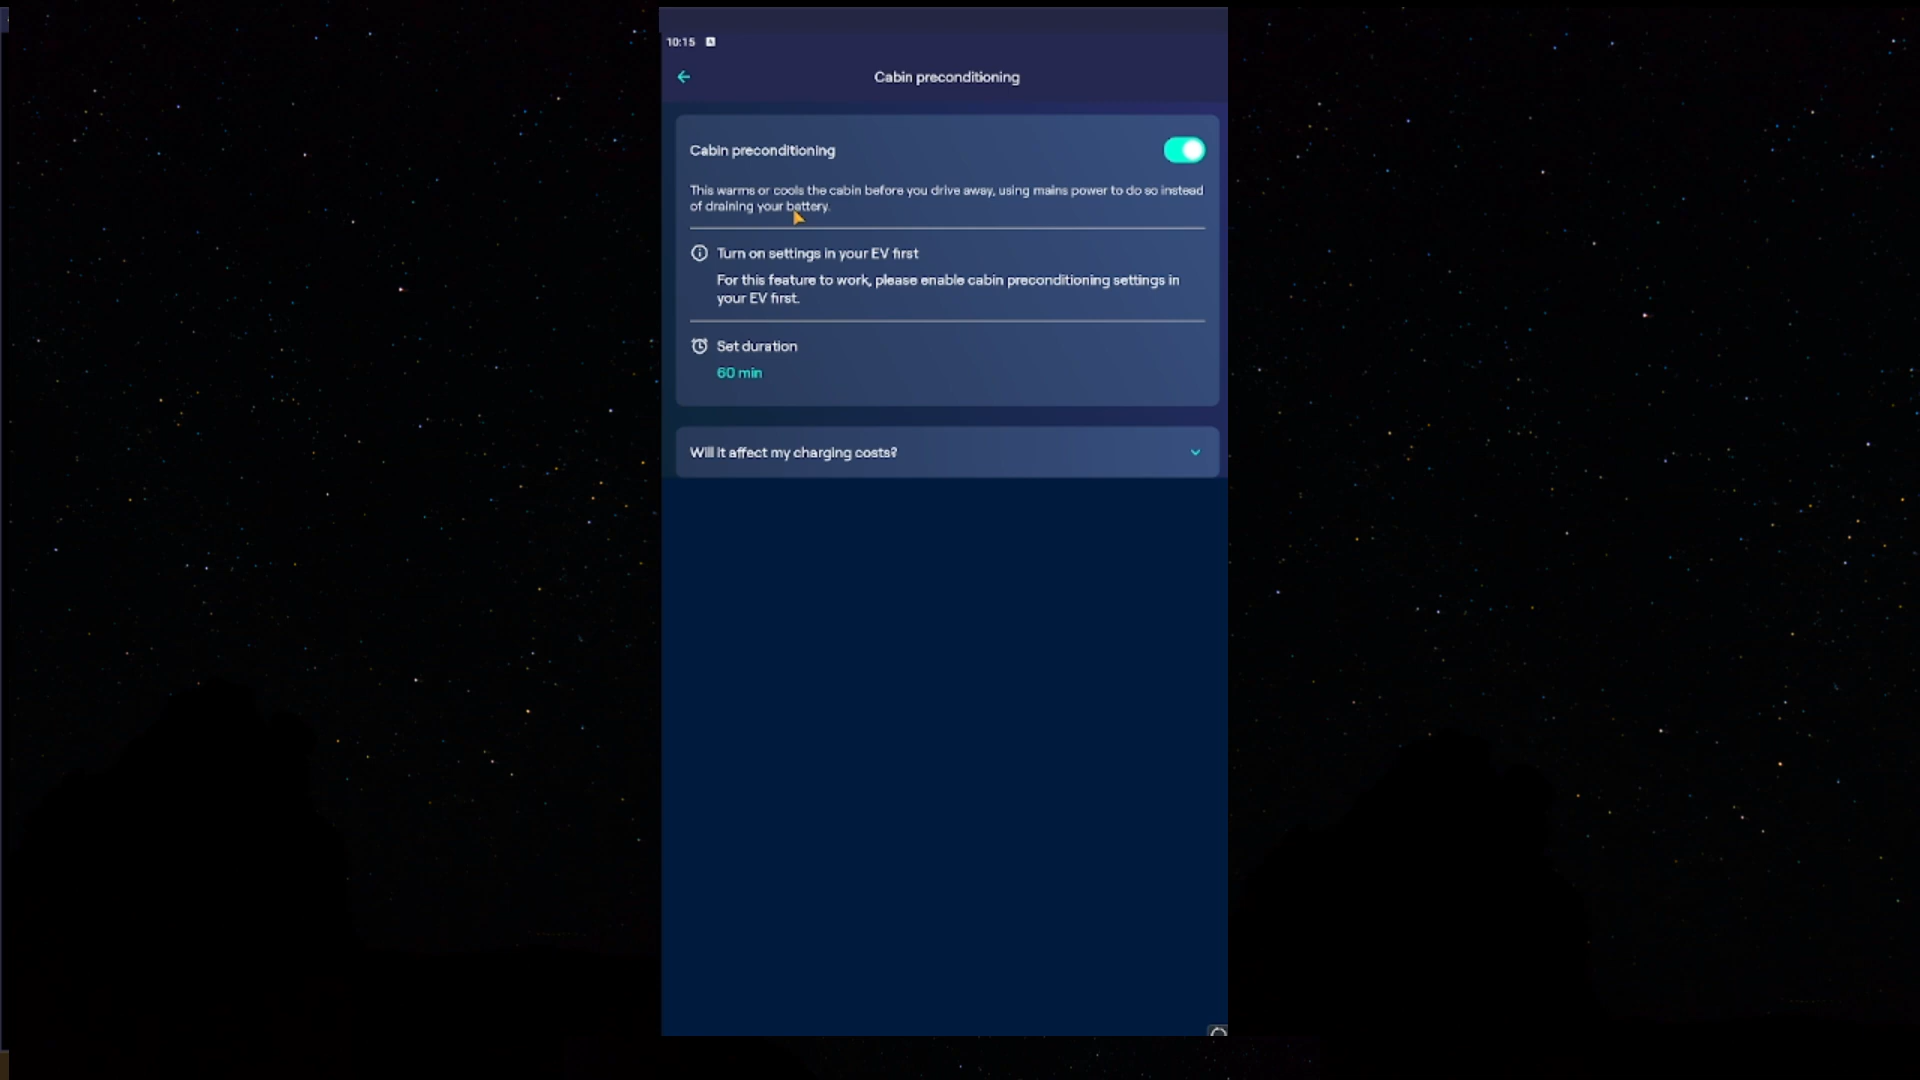 10:15
Cabin preconditioning
Cabin preconditioning
This warms or cools the cabin before you drive away, using mains power to do so instead
of draining your battery.
Turn on settings in your EV first
For this feature to work, please enable cabin preconditioning settings in
your EV first.
Set duration
60 min
Will it affect my charging costs?